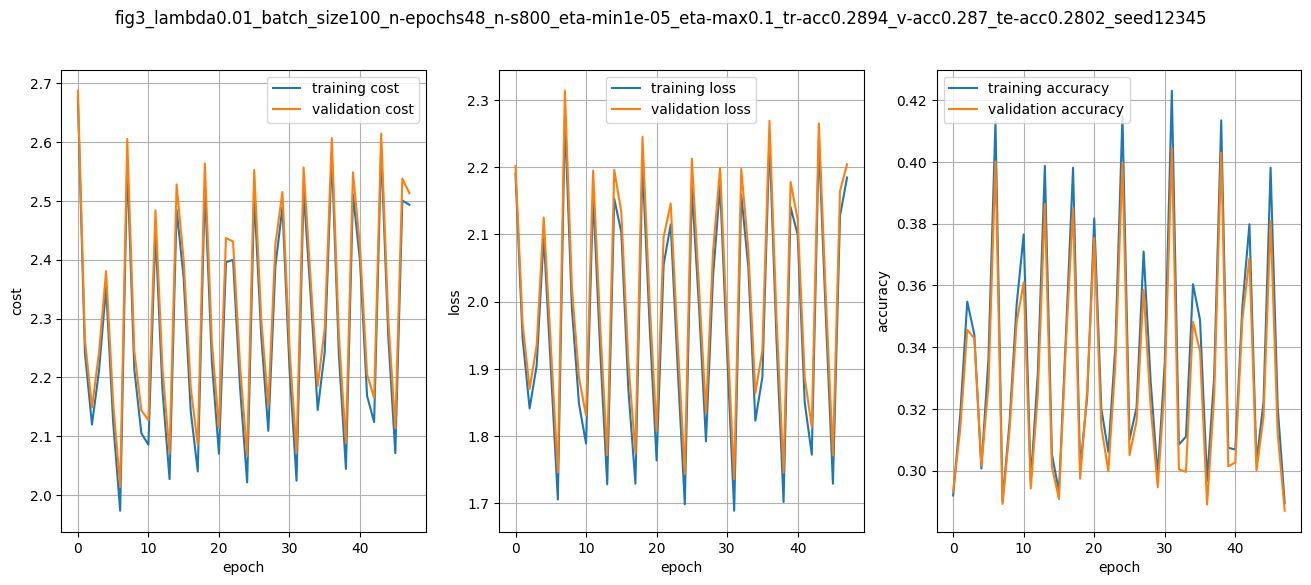 fig3_lambda0.01_batch_size100_n-epochs48_n-s800_eta-min1e-05_eta-max0.1_tr-acc0.2894_v-acc0.287_te-acc0.2802_seed12345
cost
2.7
2.6
2.5
2.4
2.3
2.2
2.1
2.0
training cost
validation cost
0
10
20
30
40
epoch
loss
2.3
2.2
2.1
2.0
1.9
1.8
1.7
training loss
validation loss
0
10
20
30
40
epoch
accuracy
0.42
0.40
0.38
0.36
0.34
0.32
0.30
training accuracy
validation accuracy
0
10
20
30
40
epoch